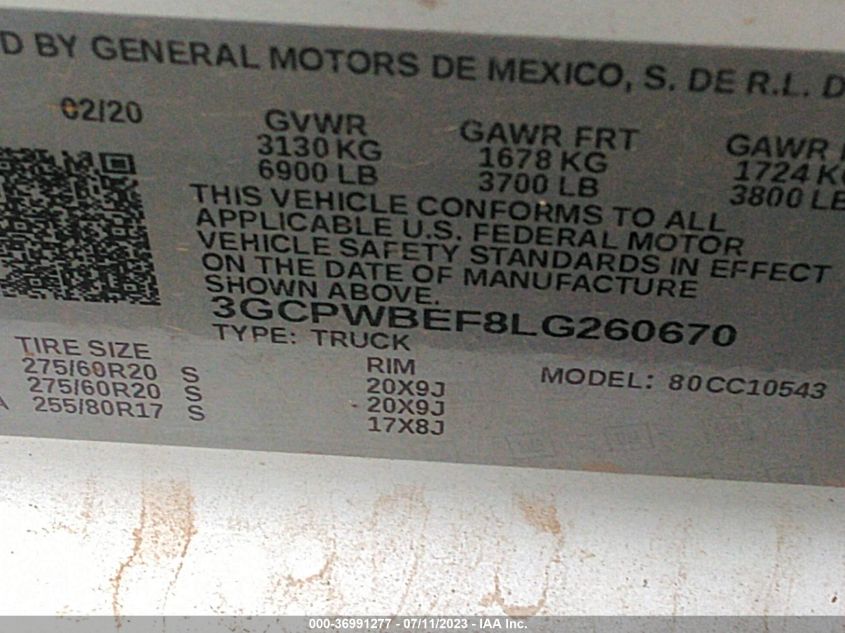 D BY GENERAL MOTORS DE MEXICO, S. DE R.L. D
02/20 GVWR GAWR FRT GAWR
3130 KG 1678 KG 1724 KG
6900 LB 3700 LB 3800 LB
THIS VEHICLE CONFORMS TO ALL
APPLICABLE U.S. FEDERAL MOTOR
VEHICLE SAFETY STANDARDS IN EFFECT
ON THE DATE OF MANUFACTURE
SHOWN ABOVE.
3GCPWBEF8LG260670
TYPE: TRUCK
TIRE SIZE RIM MODEL: 80CC10543
275/60R20 S 20X9J
275/60R20 S 20X9J
A 255/80R17 S 17X8J
000-36991277 - 07/11/2023 - IAA Inc.